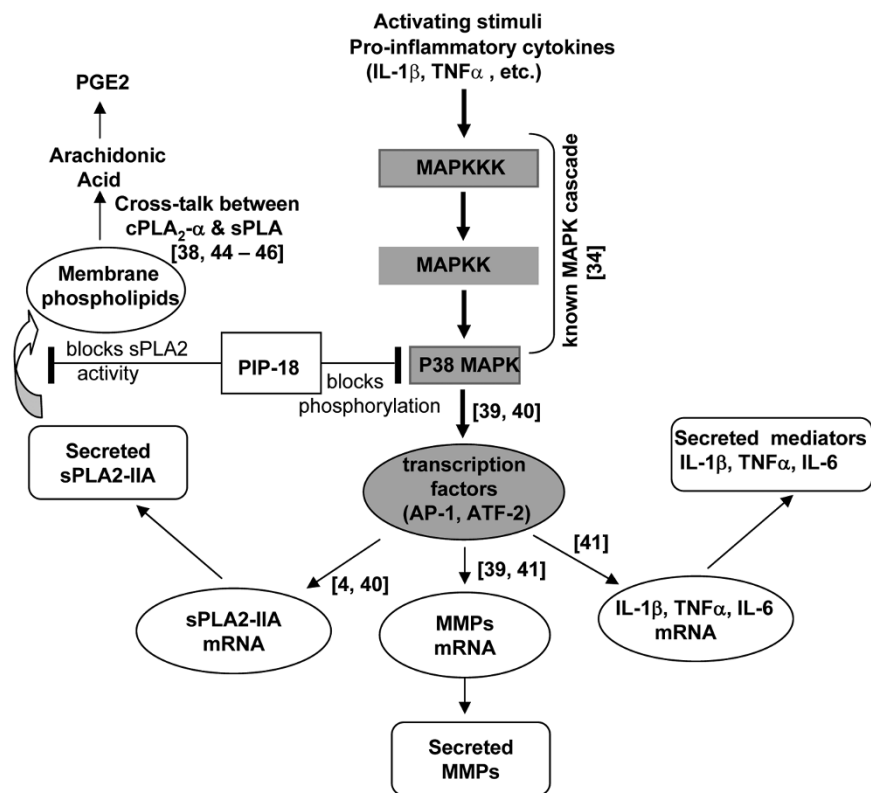 Activating stimuli
Pro-inflammatory cytokines
(IL-1β, TNFα , etc.)
PGE2
Arachidonic
Acid
Cross-talk between
cPLA₂-α & sPLA
[38, 44 – 46]
Membrane
phospholipids
MAPKKK
MAPKK
known MAPK cascade
[34]
blocks sPLA2
activity
PIP-18
blocks
phosphorylation
P38 MAPK
[39, 40]
Secreted
sPLA2-IIA
transcription
factors
(AP-1, ATF-2)
Secreted mediators
IL-1β, TNFα, IL-6
[4, 40]
[39, 41]
[41]
sPLA2-IIA
mRNA
MMPs
mRNA
IL-1β, TNFα, IL-6
mRNA
Secreted
MMPs